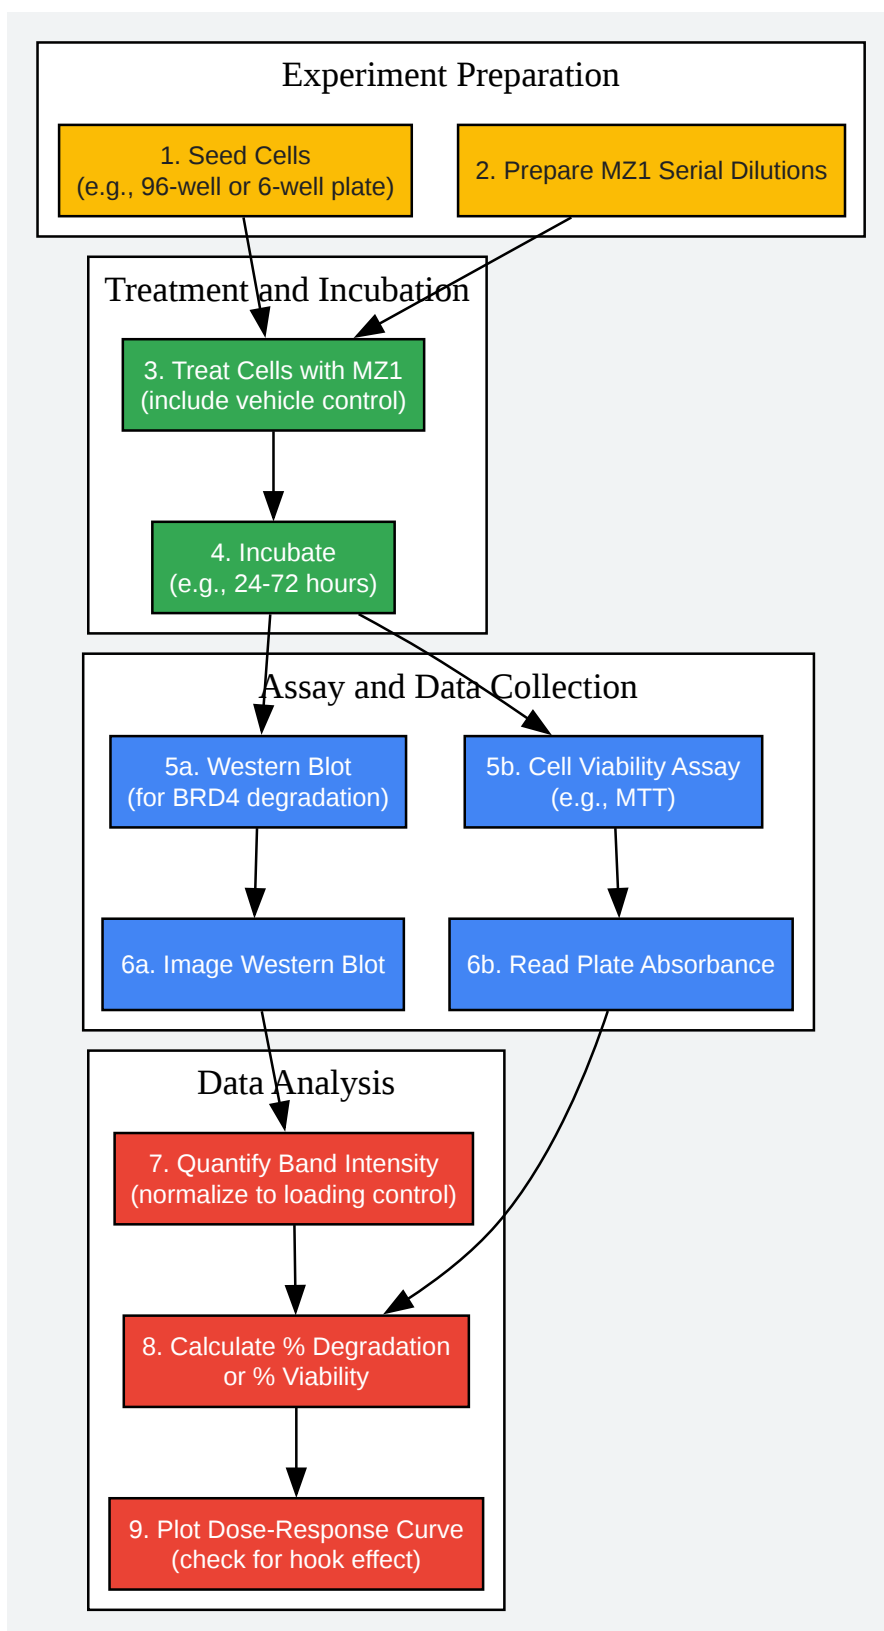 Experiment Preparation
1. Seed Cells
(e.g., 96-well or 6-well plate)
2. Prepare MZ1 Serial Dilutions
Treatment and Incubation
3. Treat Cells with MZ1
(include vehicle control)
4. Incubate
(e.g., 24-72 hours)
Assay and Data Collection
5a. Western Blot
(for BRD4 degradation)
5b. Cell Viability Assay
(e.g., MTT)
6a. Image Western Blot
6b. Read Plate Absorbance
Data Analysis
7. Quantify Band Intensity
(normalize to loading control)
8. Calculate % Degradation
or % Viability
9. Plot Dose-Response Curve
(check for hook effect)